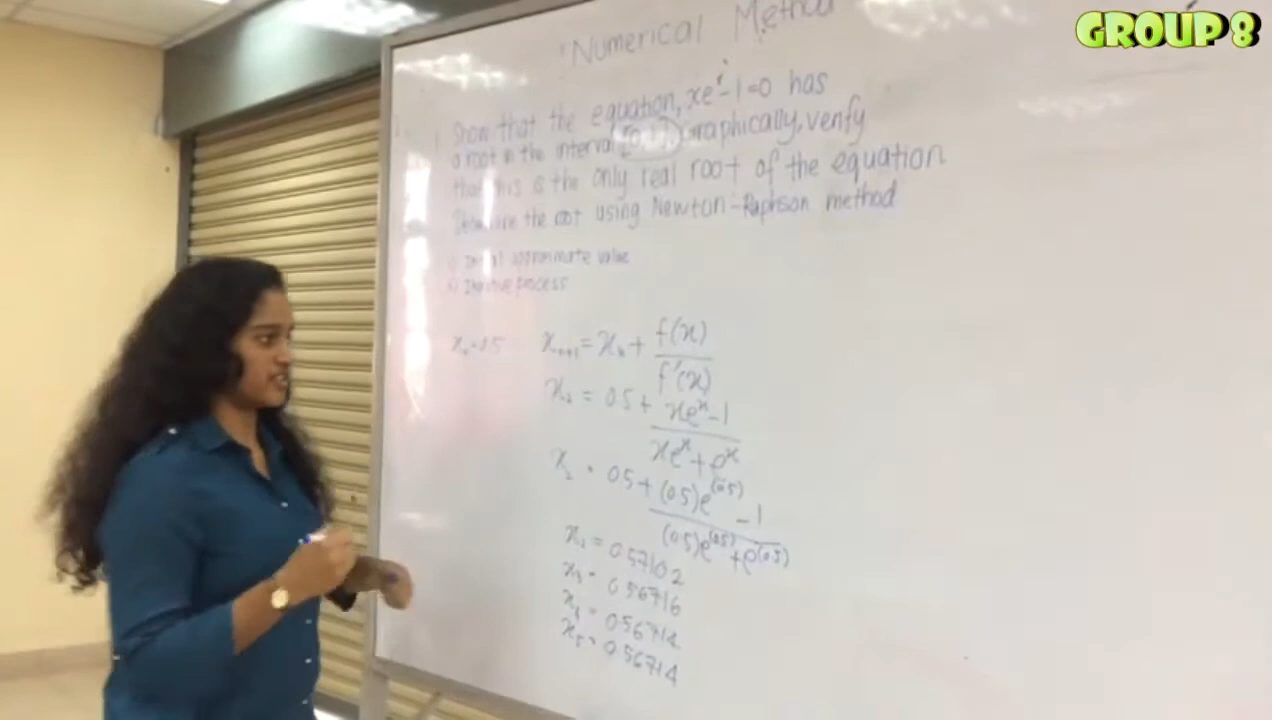 GROUP 8
Numerical Method
Show that the equation, xe^x - 1 = 0 has
a root in the interval [0,1]. Graphically, verify
that this is the only real root of the equation
the root using Newton-Raphson method
i) Initial approximate value
ii) Iterative process
x₁ = 0.5
xₙ₊₁ = xₙ + f(x)/f'(x)
x₂ = 0.5 + (xe^x - 1)/(xe^x + e^x)
x₂ = 0.5 + ((0.5)e^(0.5) - 1)/((0.5)e^(0.5) + e^(0.5))
x₂ = 0.57102
x₃ = 0.56716
x₄ = 0.56714
x₅ = 0.56714